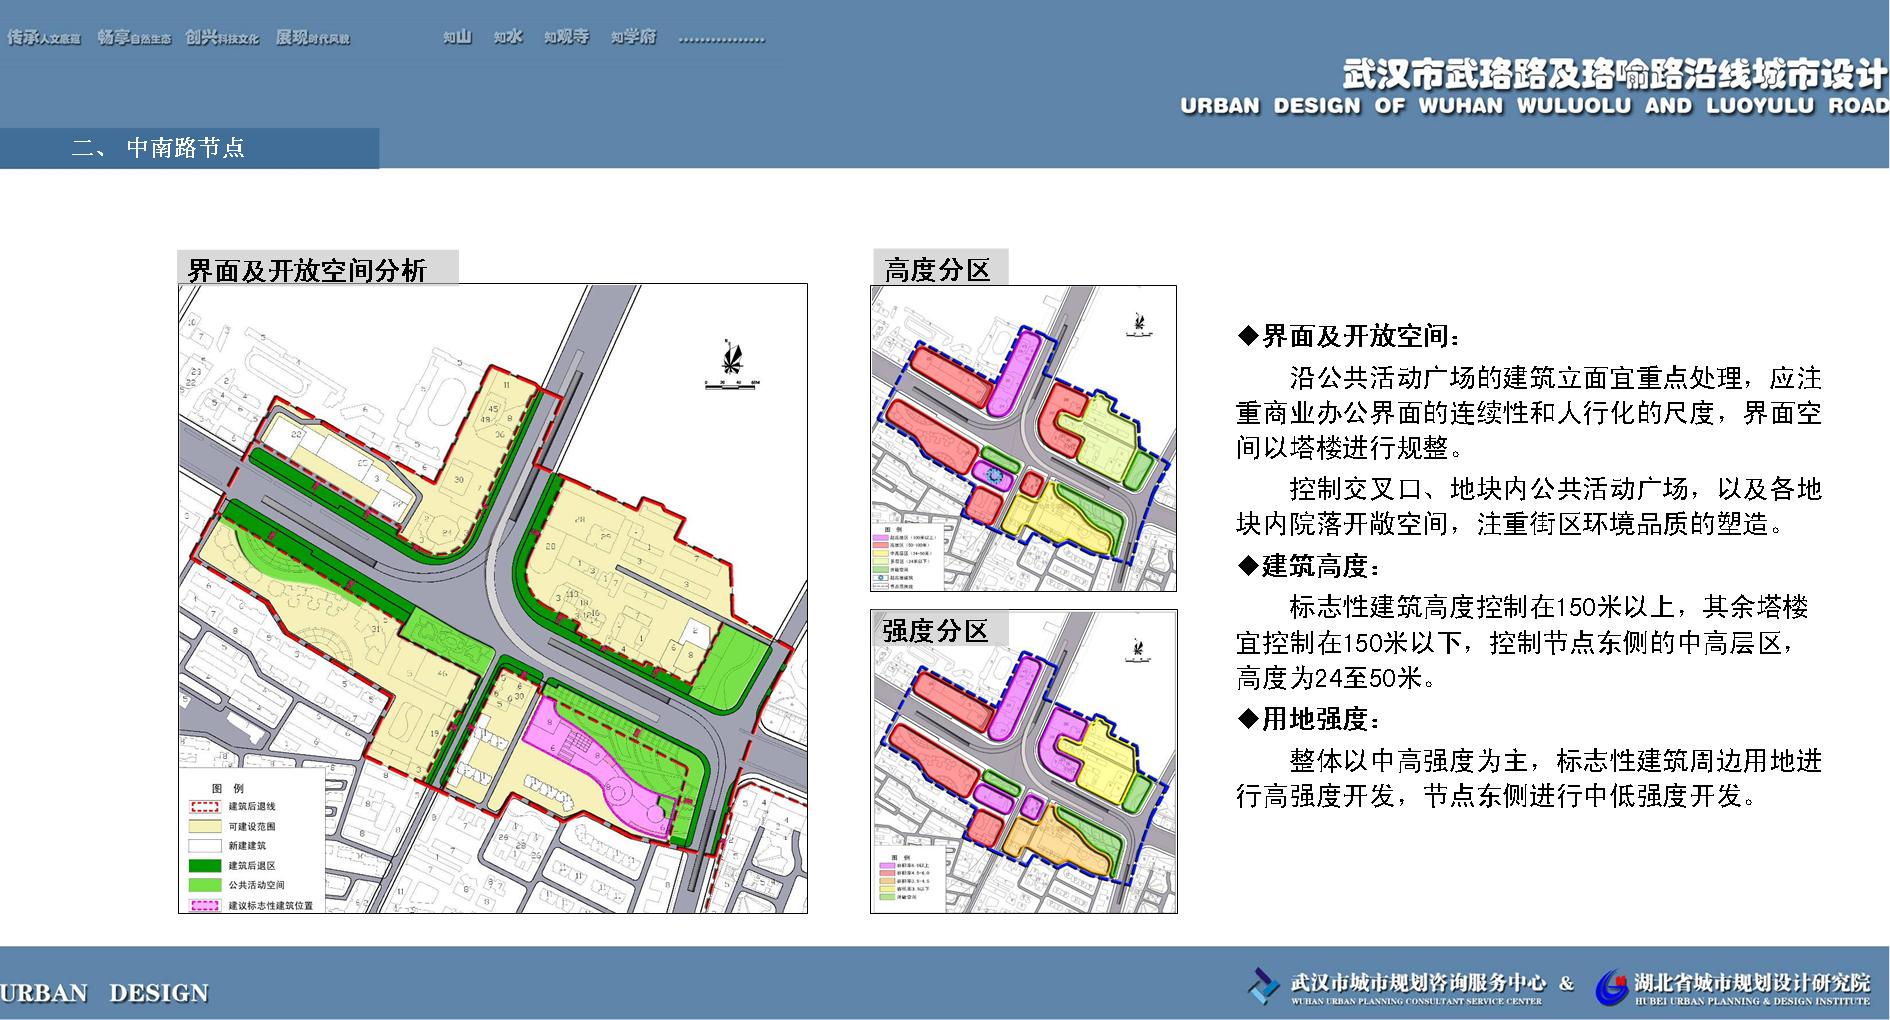 传承人文底蕴 畅享自然生态 创兴科技文化 展现时代风貌 知山 知水 知观寺 知学府 ................
武汉市武珞路及珞喻路沿线城市设计
URBAN DESIGN OF WUHAN WULUOLU AND LUOYULU ROAD
二、 中南路节点
界面及开放空间分析
图 例
建筑后退线
可建设范围
新建建筑
建筑后退区
公共活动空间
建议标志性建筑位置
高度分区
图 例
强度分区
图 例
◆界面及开放空间：
沿公共活动广场的建筑立面宜重点处理，应注
重商业办公界面的连续性和人行化的尺度，界面空
间以塔楼进行规整。
控制交叉口、地块内公共活动广场，以及各地
块内院落开敞空间，注重街区环境品质的塑造。
◆建筑高度：
标志性建筑高度控制在150米以上，其余塔楼
宜控制在150米以下，控制节点东侧的中高层区，
高度为24至50米。
◆用地强度：
整体以中高强度为主，标志性建筑周边用地进
行高强度开发，节点东侧进行中低强度开发。
URBAN DESIGN
武汉市城市规划咨询服务中心 & 湖北省城市规划设计研究院
WUHAN URBAN PLANNING CONSULTANT SERVICE CENTER HUBEI URBAN PLANNING & DESIGN INSTITUTE